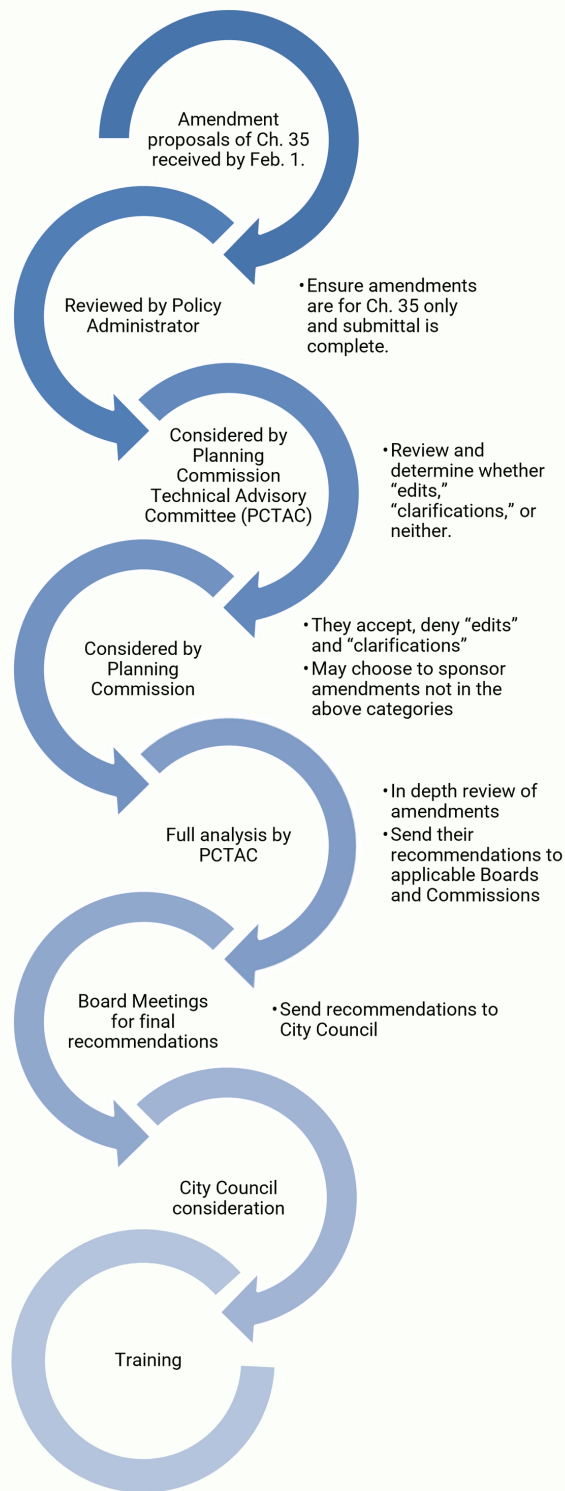 Amendment
proposals of Ch. 35
received by Feb. 1.
Reviewed by Policy
Administrator
•Ensure amendments
are for Ch. 35 only
and submittal is
complete.
Considered by
Planning
Commission
Technical Advisory
Committee (PCTAC)
•Review and
determine whether
“edits,”
“clarifications,” or
neither.
Considered by
Planning
Commission
•They accept, deny “edits”
and “clarifications”
•May choose to sponsor
amendments not in the
above categories
Full analysis by
PCTAC
•In depth review of
amendments
•Send their
recommendations to
applicable Boards
and Commissions
Board Meetings
for final
recommendations
•Send recommendations to
City Council
City Council
consideration
Training